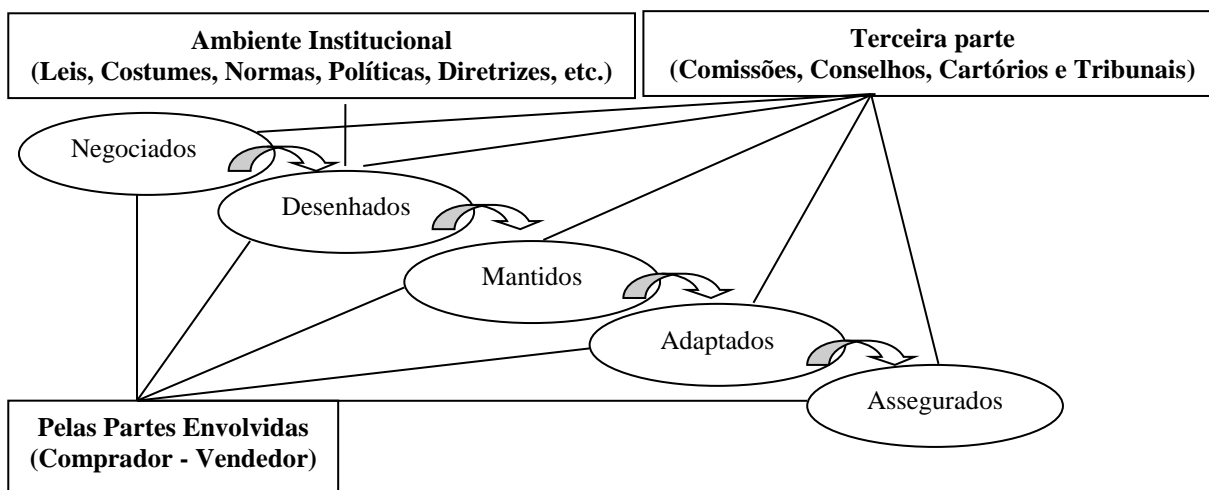 Ambiente Institucional
(Leis, Costumes, Normas, Políticas, Diretrizes, etc.)
Terceira parte
(Comissões, Conselhos, Cartórios e Tribunais)
Negociados
Desenhados
Mantidos
Adaptados
Assegurados
Pelas Partes Envolvidas
(Comprador - Vendedor)